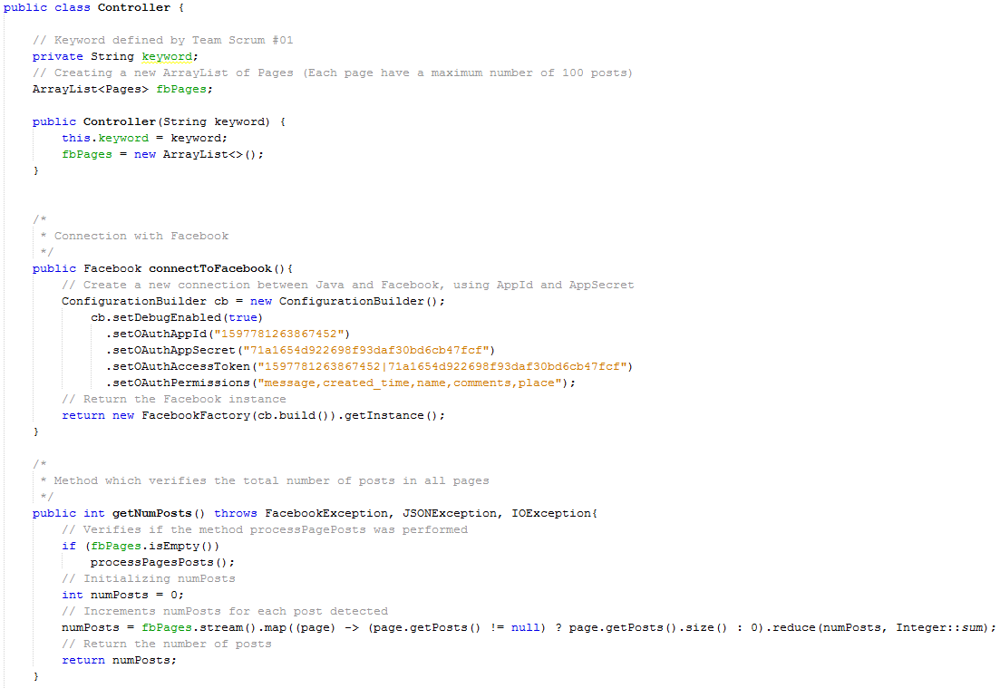 public class Controller {
// Keyword defined by Team Scrum #01
private String keyword;
// Creating a new ArrayList of Pages (Each page have a maximum number of 100 posts)
ArrayList<Pages> fbPages;
public Controller(String keyword) {
this.keyword = keyword;
fbPages = new ArrayList<>();
}
/*
* Connection with Facebook
*/
public Facebook connectToFacebook(){
// Create a new connection between Java and Facebook, using AppId and AppSecret
ConfigurationBuilder cb = new ConfigurationBuilder();
cb.setDebugEnabled(true)
.setOAuthAppId("1597781263867452")
.setOAuthAppSecret("71a1654d922698f93daf30bd6cb47fcf")
.setOAuthAccessToken("1597781263867452|71a1654d922698f93daf30bd6cb47fcf")
.setOAuthPermissions("message,created_time,name,comments,place");
// Return the Facebook instance
return new FacebookFactory(cb.build()).getInstance();
}
/*
* Method which verifies the total number of posts in all pages
*/
public int getNumPosts() throws FacebookException, JSONException, IOException{
// Verifies if the method processPagePosts was performed
if (fbPages.isEmpty())
processPagesPosts();
// Initializing numPosts
int numPosts = 0;
// Increments numPosts for each post detected
numPosts = fbPages.stream().map((page) -> (page.getPosts() != null) ? page.getPosts().size() : 0).reduce(numPosts, Integer::sum);
// Return the number of posts
return numPosts;
}